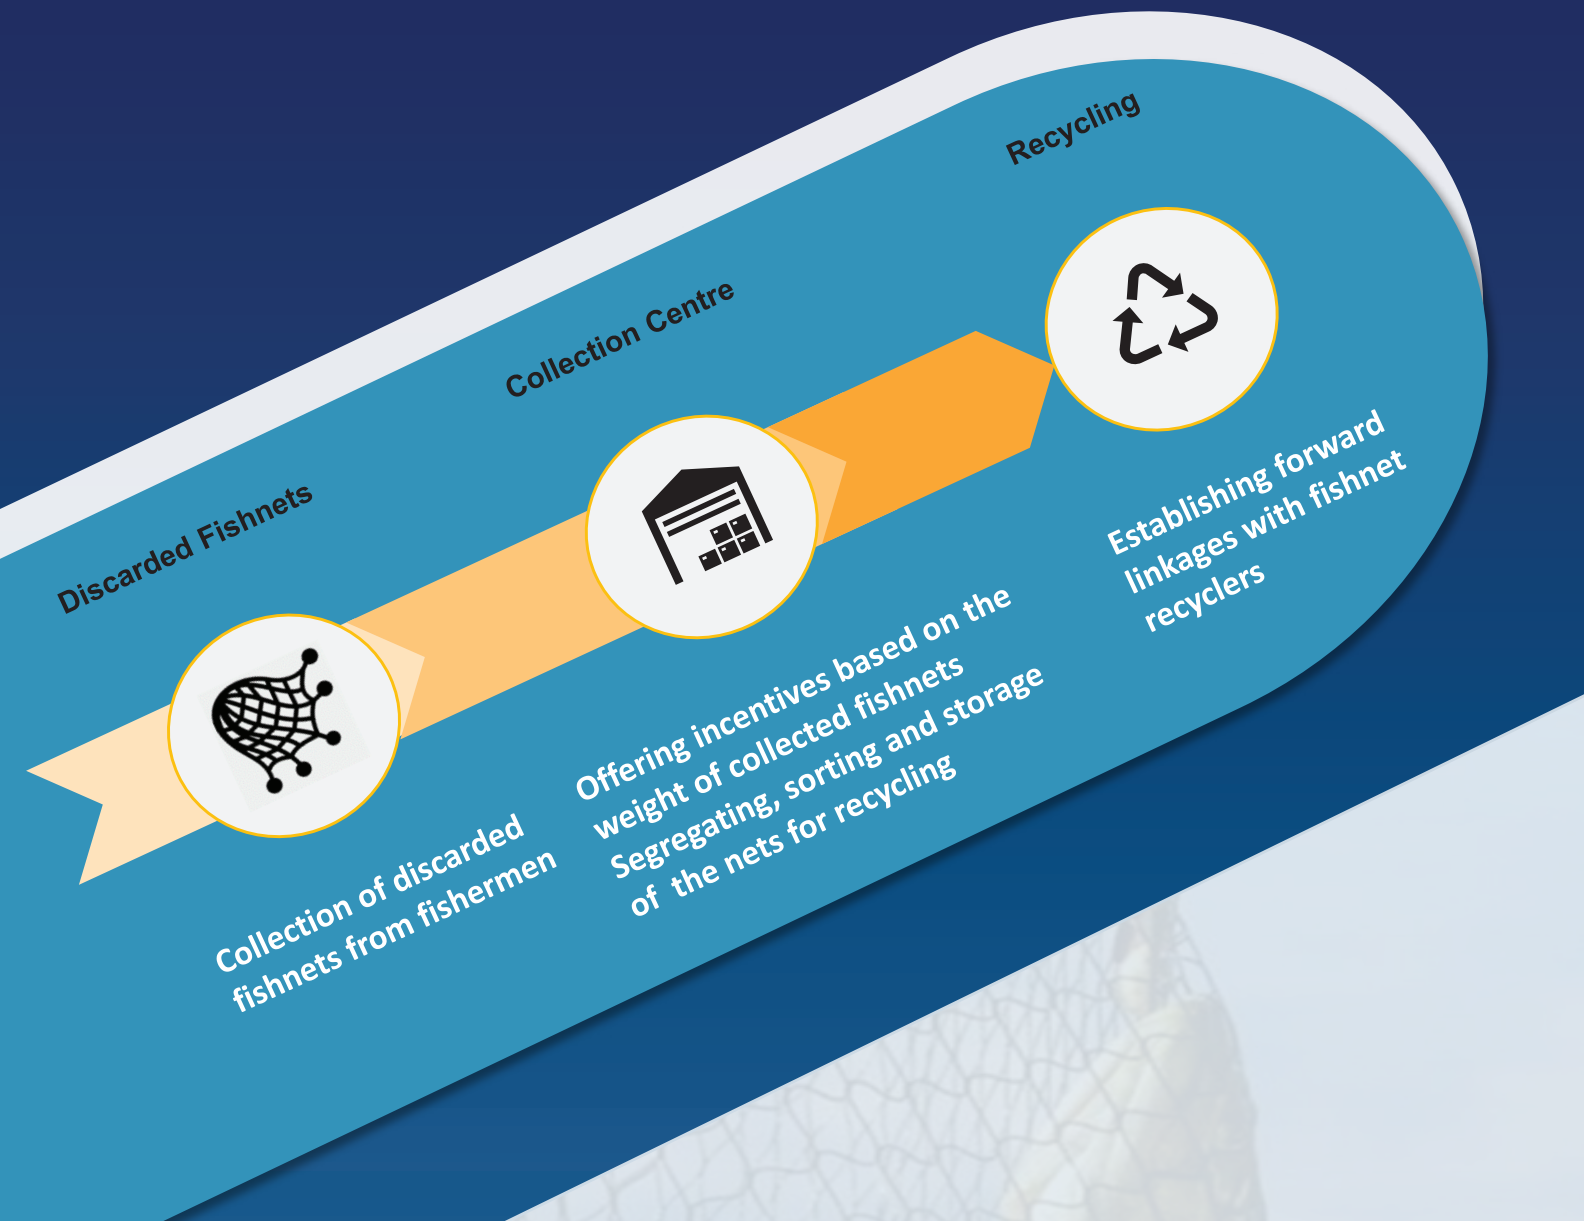 Discarded Fishnets
Collection of discarded
fishnets from fishermen
Collection Centre
Offering incentives based on the
weight of collected fishnets
Segregating, sorting and storage
of  the nets for recycling
Recycling
Establishing forward
linkages with fishnet
recyclers